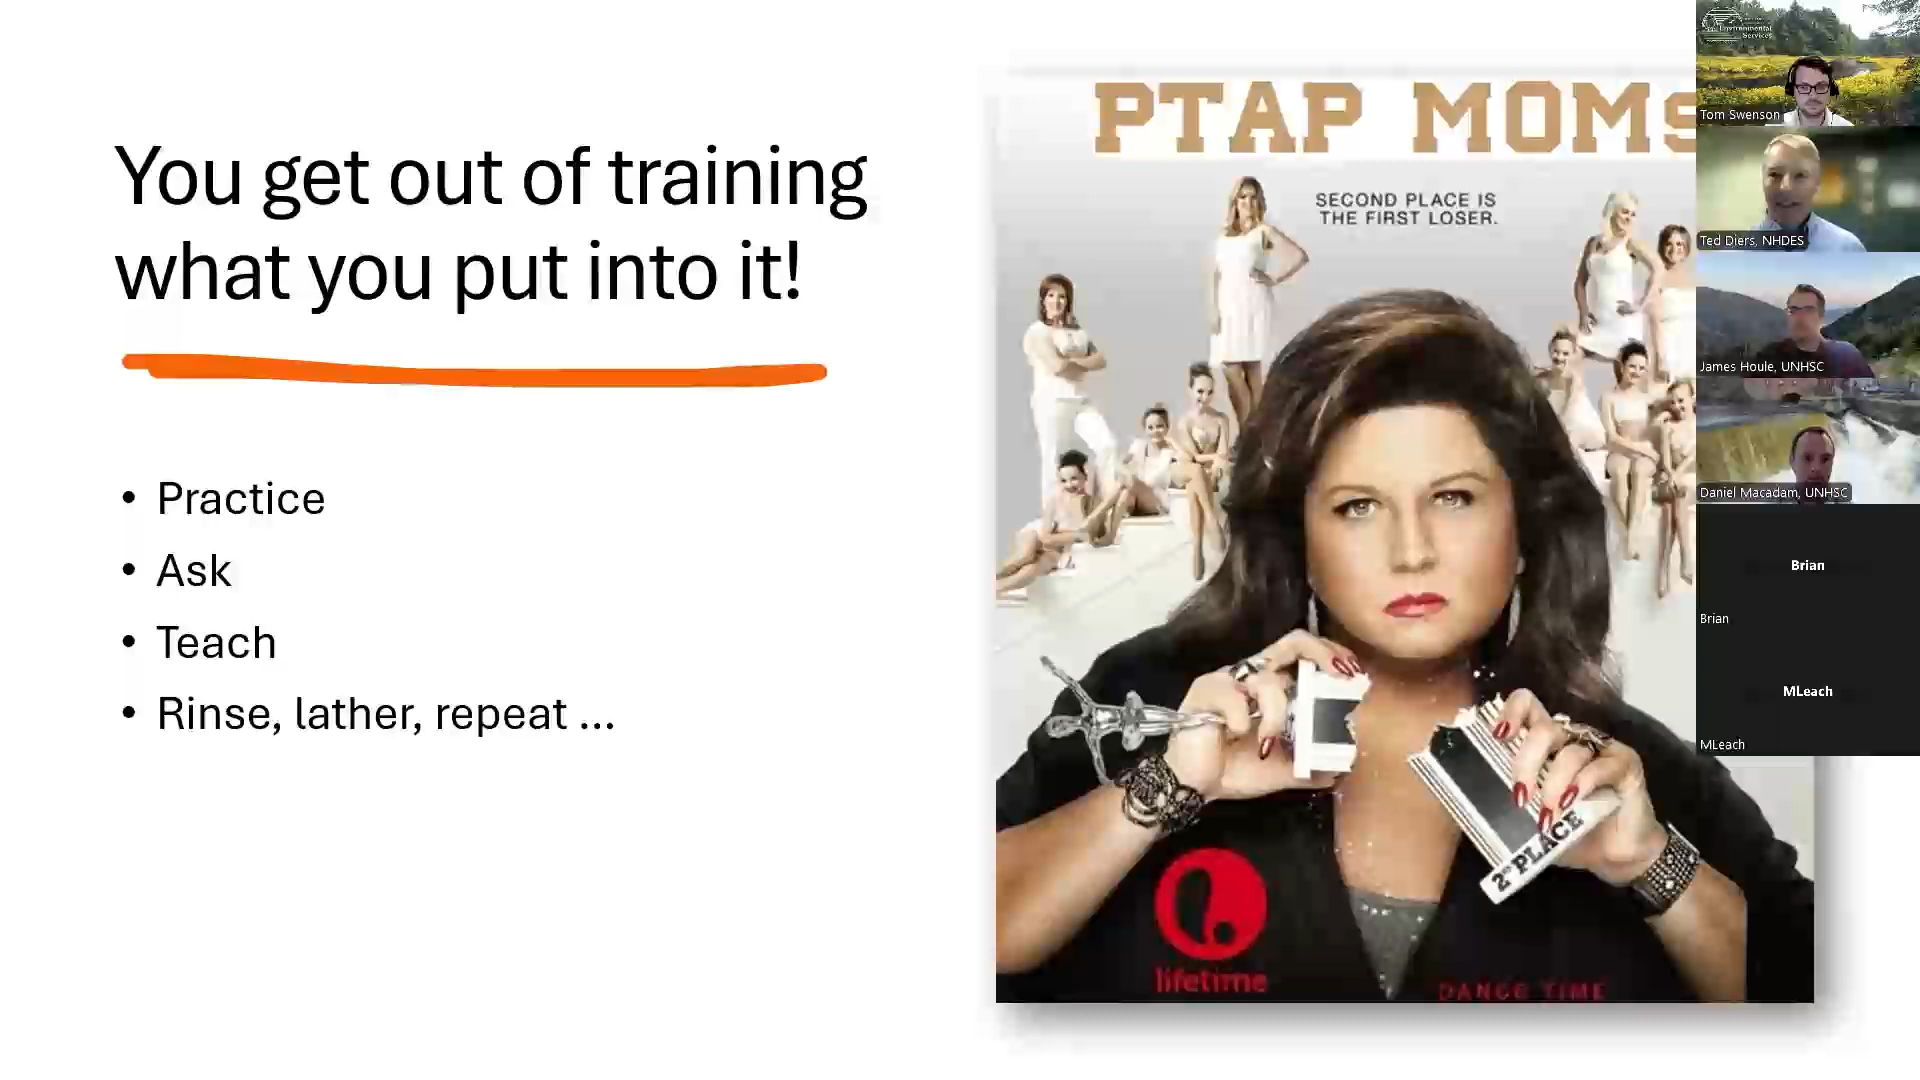 You get out of training
what you put into it!
• Practice
• Ask
• Teach
• Rinse, lather, repeat ...
PTAP MOMS
SECOND PLACE IS
THE FIRST LOSER.
2ND PLACE
lifetime
DANCE TIME
Environmental
Services
Tom Swenson
Ted Diers, NHDES
James Houle, UNHSC
Daniel Macadam, UNHSC
Brian
Brian
MLeach
MLeach